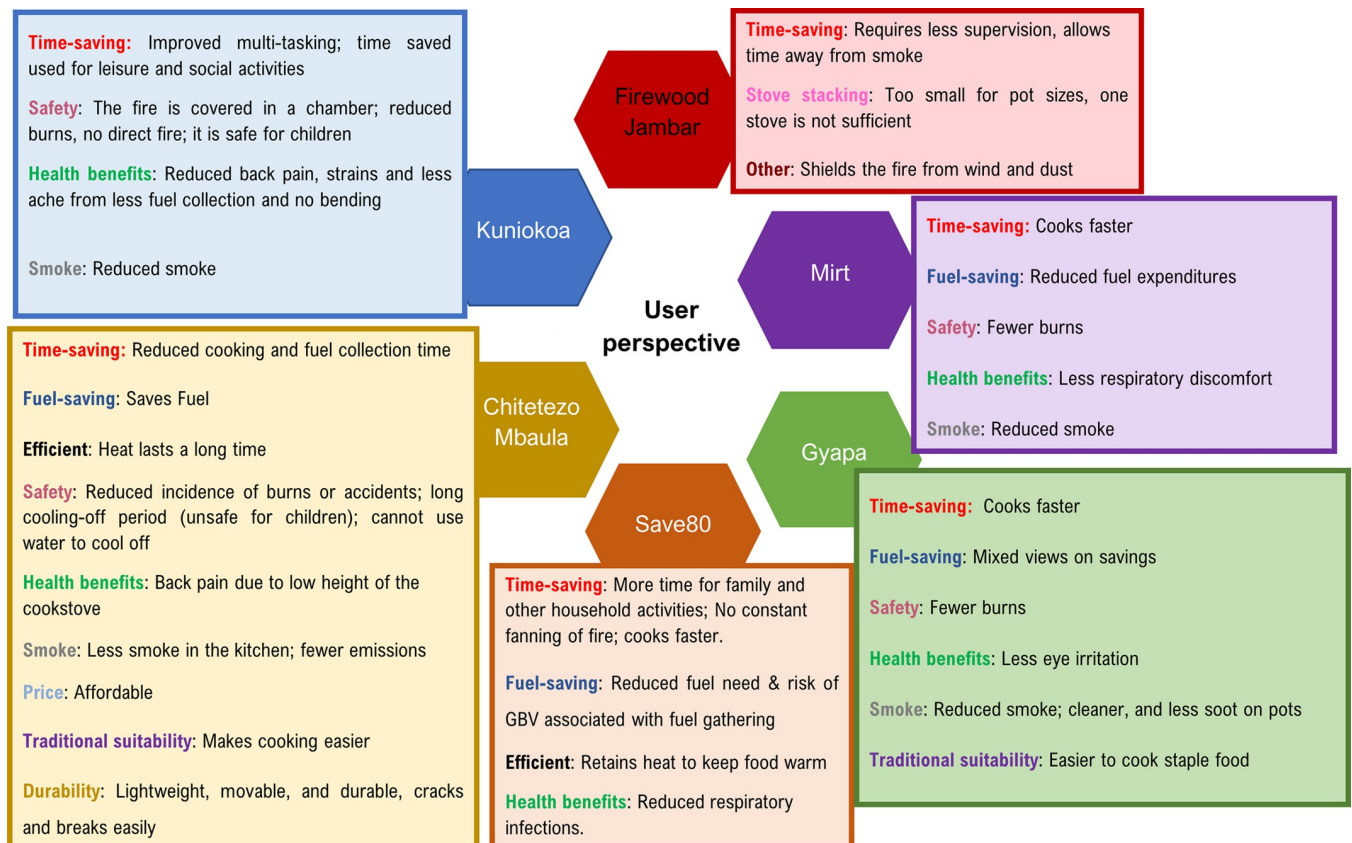 Time-saving: Improved multi-tasking; time saved
used for leisure and social activities
Safety: The fire is covered in a chamber; reduced
burns, no direct fire; it is safe for children
Health benefits: Reduced back pain, strains and less
ache from less fuel collection and no bending
Smoke: Reduced smoke
Kuniokoa
Firewood
Jambar
Time-saving: Requires less supervision, allows
time away from smoke
Stove stacking: Too small for pot sizes, one
stove is not sufficient
Other: Shields the fire from wind and dust
Mirt
Time-saving: Cooks faster
Fuel-saving: Reduced fuel expenditures
Safety: Fewer burns
Health benefits: Less respiratory discomfort
Smoke: Reduced smoke
User
perspective
Time-saving: Reduced cooking and fuel collection time
Fuel-saving: Saves Fuel
Efficient: Heat lasts a long time
Safety: Reduced incidence of burns or accidents; long
cooling-off period (unsafe for children); cannot use
water to cool off
Health benefits: Back pain due to low height of the
cookstove
Smoke: Less smoke in the kitchen; fewer emissions
Price: Affordable
Traditional suitability: Makes cooking easier
Durability: Lightweight, movable, and durable, cracks
and breaks easily
Chitetezo
Mbaula
Save80
Time-saving: More time for family and
other household activities; No constant
fanning of fire; cooks faster.
Fuel-saving: Reduced fuel need & risk of
GBV associated with fuel gathering
Efficient: Retains heat to keep food warm
Health benefits: Reduced respiratory
infections.
Gyapa
Time-saving: Cooks faster
Fuel-saving: Mixed views on savings
Safety: Fewer burns
Health benefits: Less eye irritation
Smoke: Reduced smoke; cleaner, and less soot on pots
Traditional suitability: Easier to cook staple food